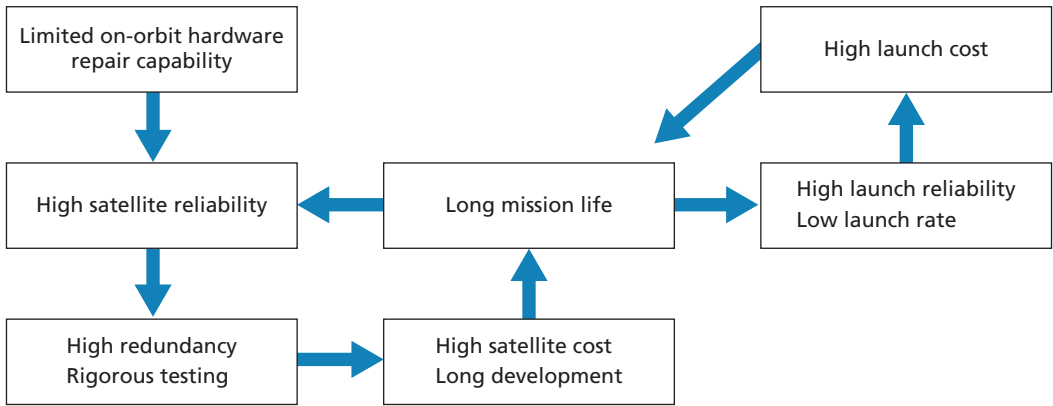 Limited on-orbit hardware
repair capability
High launch cost
High satellite reliability
Long mission life
High launch reliability
Low launch rate
High redundancy
Rigorous testing
High satellite cost
Long development